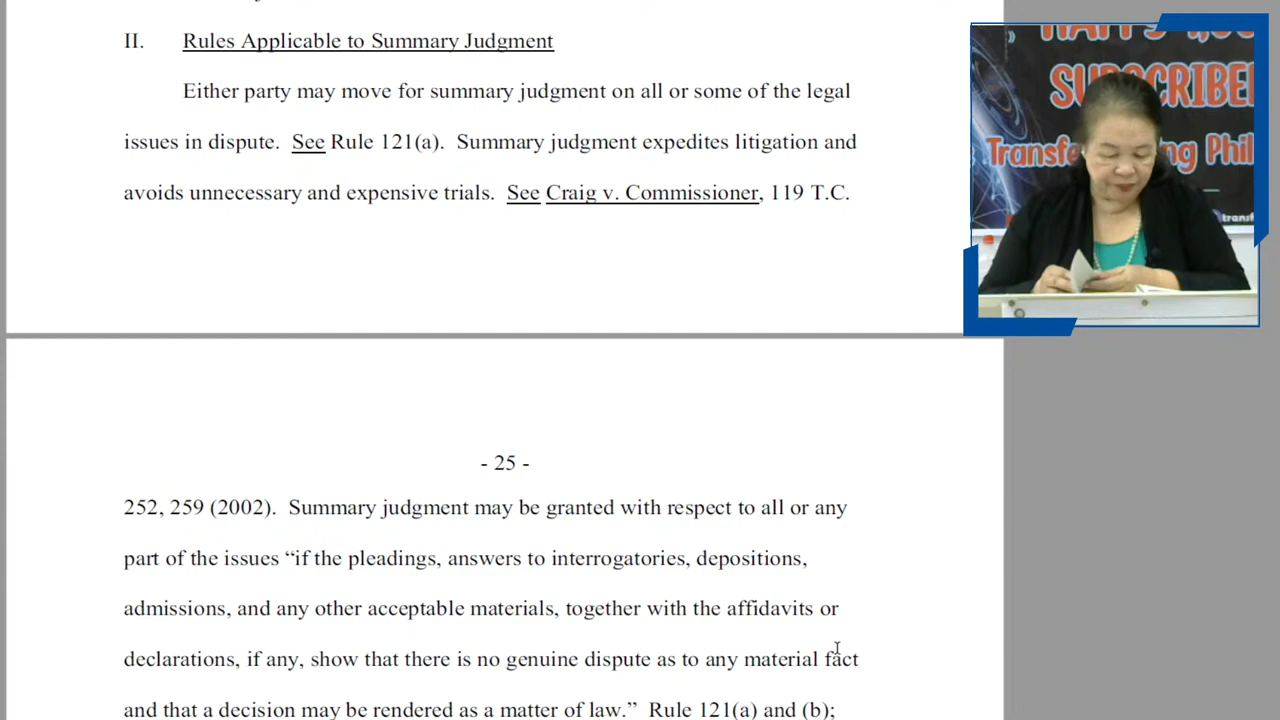 II. Rules Applicable to Summary Judgment
Either party may move for summary judgment on all or some of the legal
issues in dispute. See Rule 121(a). Summary judgment expedites litigation and
avoids unnecessary and expensive trials. See Craig v. Commissioner, 119 T.C.
- 25 -
252, 259 (2002). Summary judgment may be granted with respect to all or any
part of the issues “if the pleadings, answers to interrogatories, depositions,
admissions, and any other acceptable materials, together with the affidavits or
declarations, if any, show that there is no genuine dispute as to any material fact
and that a decision may be rendered as a matter of law.” Rule 121(a) and (b);